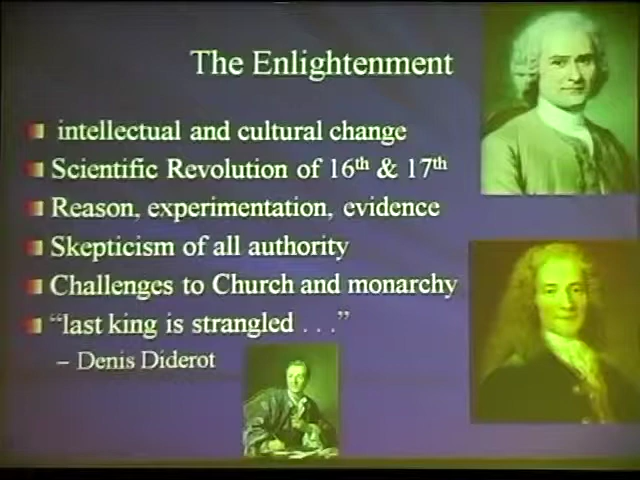 The Enlightenment
intellectual and cultural change
Scientific Revolution of 16th & 17th
Reason, experimentation, evidence
Skepticism of all authority
Challenges to Church and monarchy
“last king is strangled . . .”
– Denis Diderot